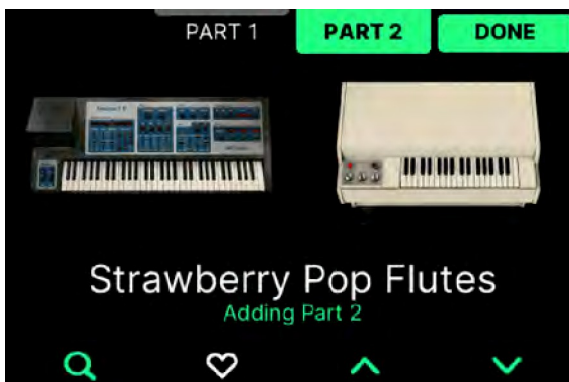 PART 1
PART 2
DONE
Strawberry Pop Flutes
Adding Part 2